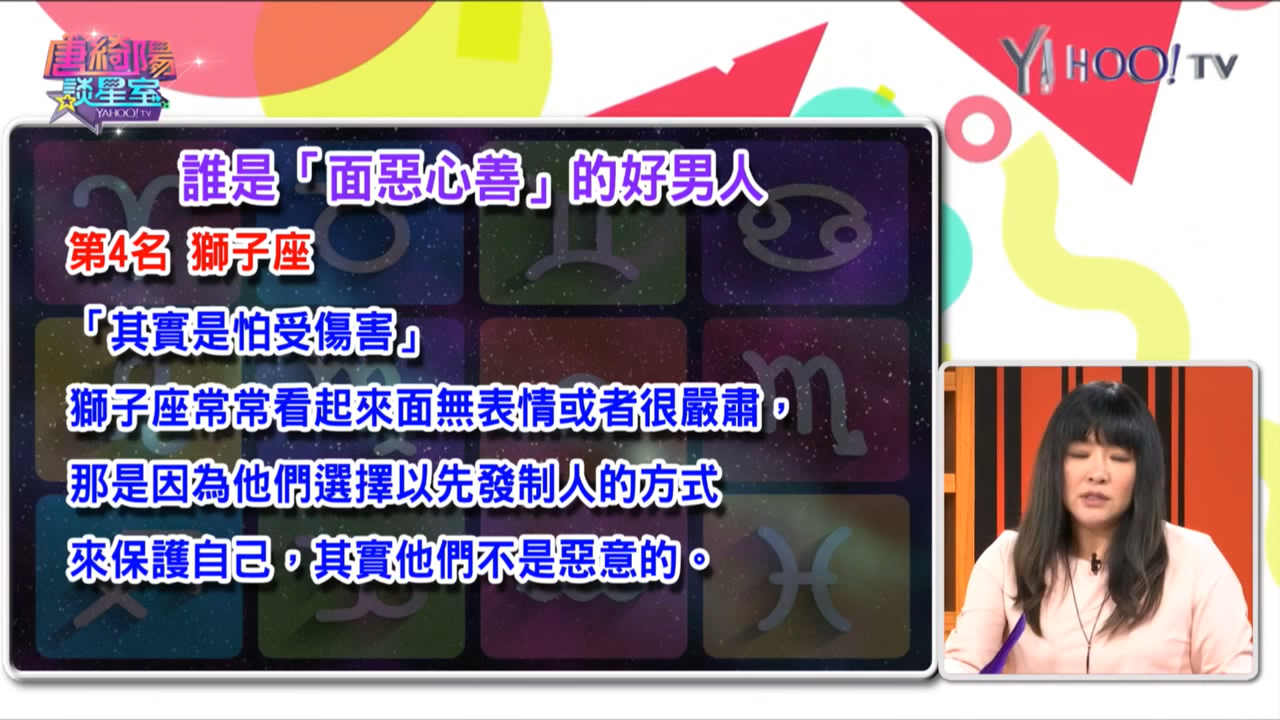 唐綺陽
談星室
YAHOO! TV
YAHOO! TV
誰是「面惡心善」的好男人
第4名 獅子座
「其實是怕受傷害」
獅子座常常看起來面無表情或者很嚴肅，
那是因為他們選擇以先發制人的方式
來保護自己，其實他們不是惡意的。